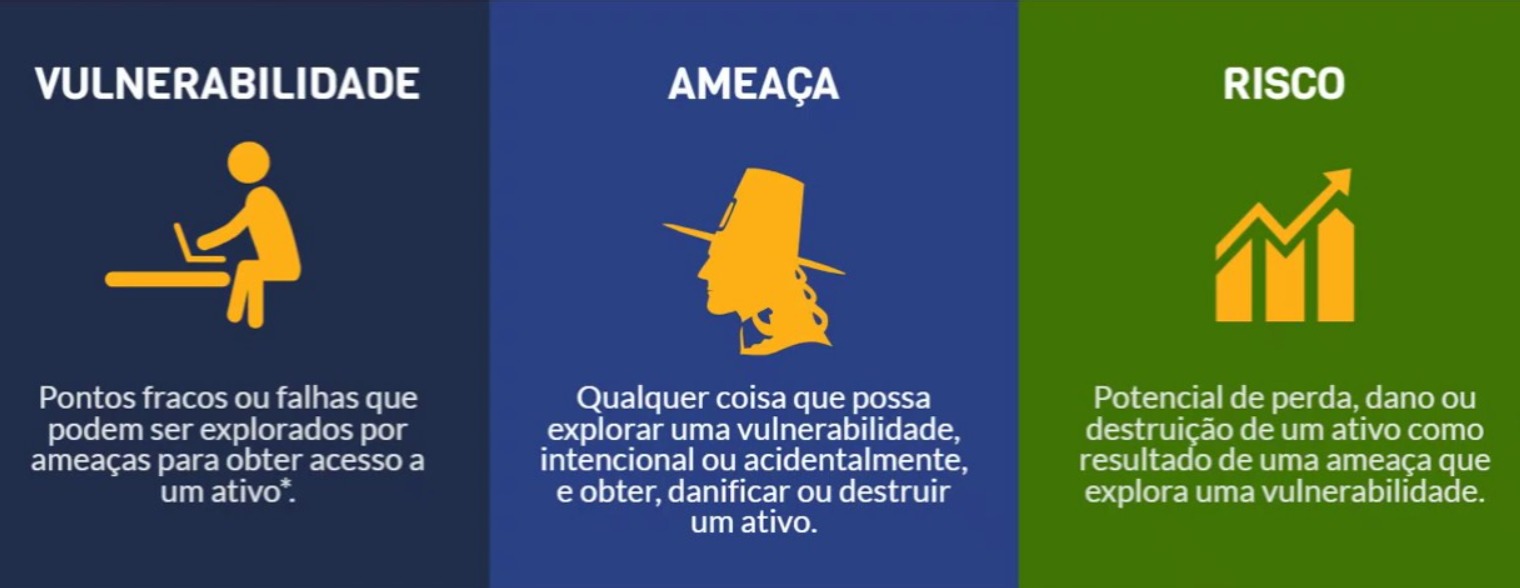 VULNERABILIDADE
Pontos fracos ou falhas que
podem ser explorados por
ameaças para obter acesso a
um ativo*.
AMEAÇA
Qualquer coisa que possa
explorar uma vulnerabilidade,
intencional ou acidentalmente,
e obter, danificar ou destruir
um ativo.
RISCO
Potencial de perda, dano ou
destruição de um ativo como
resultado de uma ameaça que
explora uma vulnerabilidade.